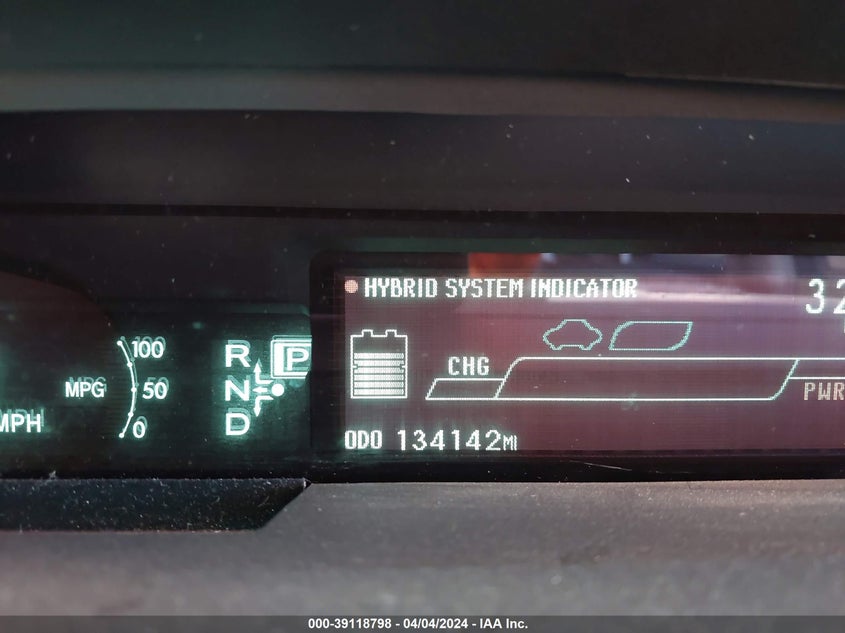 HYBRID SYSTEM INDICATOR
32
100
R P
CHG
MPG 50
N
PWR
MPH 0
D
ODO 134142MI
000-39118798 - 04/04/2024 - IAA Inc.